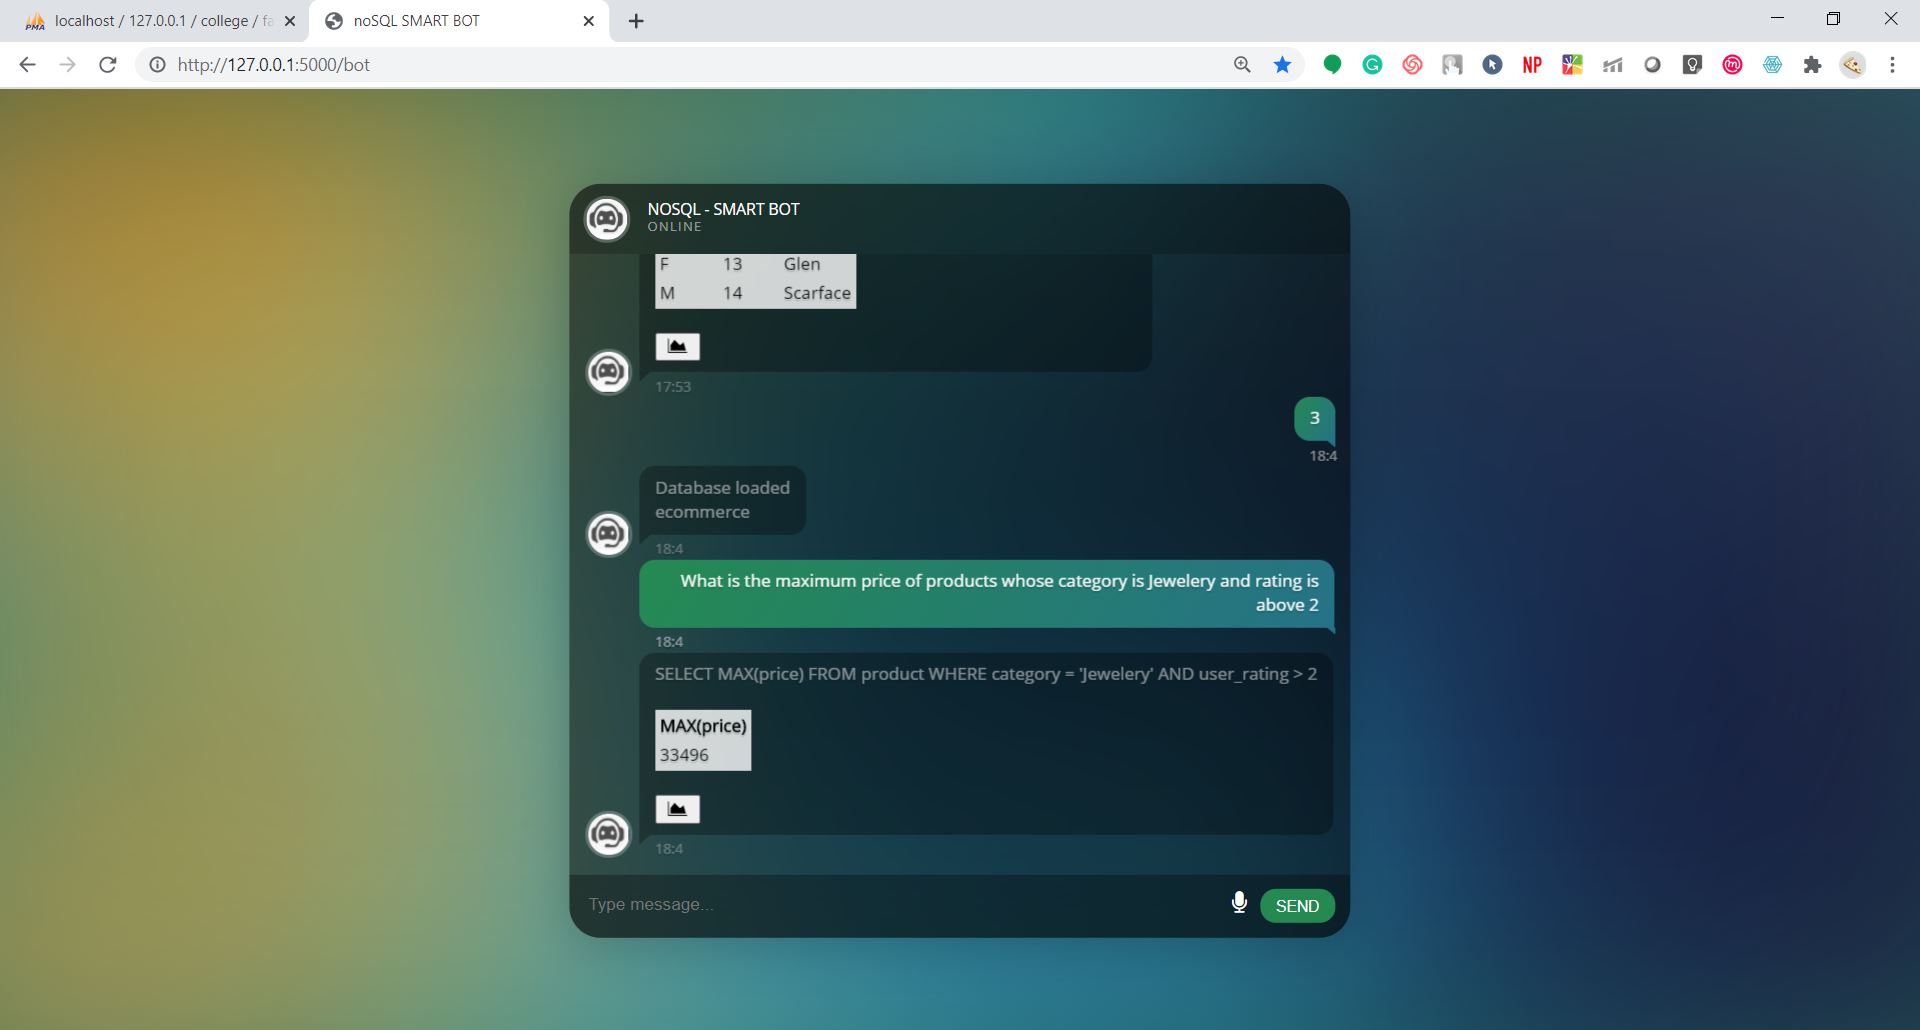 PMA localhost / 127.0.0.1 / college / fa
noSQL SMART BOT
http://127.0.0.1:5000/bot
NP
NOSQL - SMART BOT
ONLINE
F 13 Glen
M 14 Scarface
17:53
3
18:4
Database loaded
ecommerce
18:4
What is the maximum price of products whose category is Jewelery and rating is
above 2
18:4
SELECT MAX(price) FROM product WHERE category = 'Jewelery' AND user_rating > 2
MAX(price)
33496
18:4
Type message...
SEND